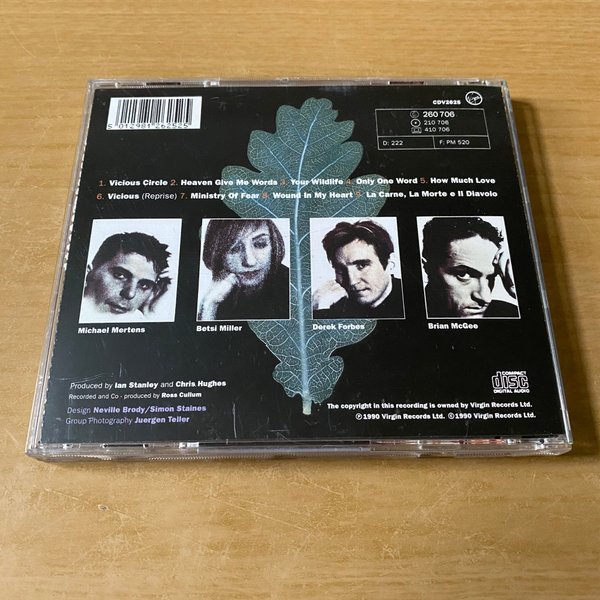 CDV2625
Virgin
5 012981 262525
260 706
210 706
410 706
D: 222 F: PM 520
1. Vicious Circle 2. Heaven Give Me Words 3. Your Wildlife 4. Only One Word 5. How Much Love
6. Vicious (Reprise) 7. Ministry Of Fear 8. Wound In My Heart 9. La Carne, La Morte e Il Diavolo
Michael Mertens
Betsi Miller
Derek Forbes
Brian McGee
Produced by Ian Stanley and Chris Hughes
Recorded and Co - produced by Ross Cullum
Design Neville Brody/Simon Staines
Group Photography Juergen Teller
COMPACT
disc
DIGITAL AUDIO
The copyright in this recording is owned by Virgin Records Ltd.
℗ 1990 Virgin Records Ltd. © 1990 Virgin Records Ltd.